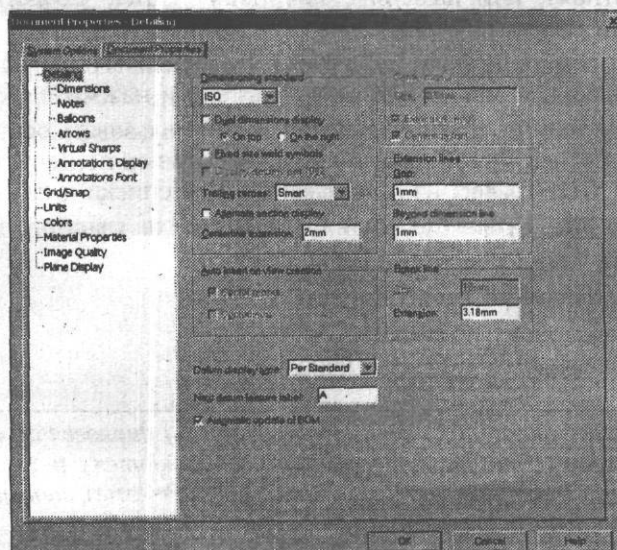 Document Properties - Detailing
System Options
Document Properties
Detailing
Dimensions
Notes
Balloons
Arrows
Virtual Sharps
Annotations Display
Annotations Font
Grid/Snap
Units
Colors
Material Properties
Image Quality
Plane Display
Dimensioning standard
ISO
Dual dimensions display
On top
On the right
Fixed size weld symbols
Trailing zeroes: Smart
Alternate section display
Centerline extension: 2mm
Auto insert on view creation
Datum display type: Per Standard
Next datum feature label: A
Automatic update of BOM
Extension lines
Gap:
1mm
Beyond dimension line
1mm
Break line
Extension: 3.18mm
OK
Cancel
Help